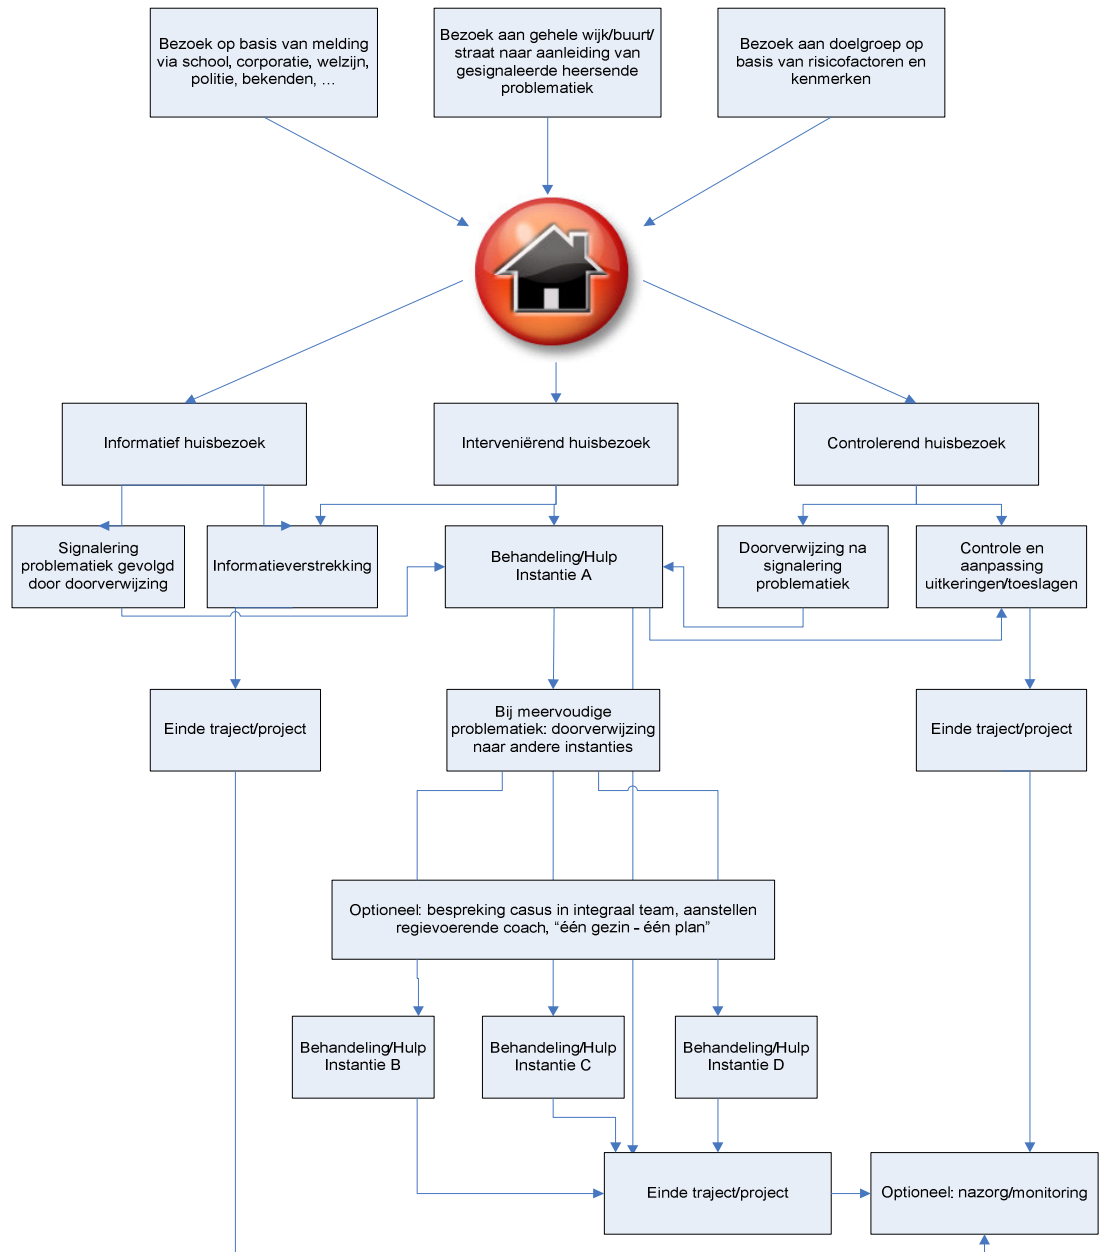 Bezoek op basis van melding
via school, corporatie, welzijn,
politie, bekenden, ...
Bezoek aan gehele wijk/buurt/
straat naar aanleiding van
gesignaleerde heersende
problematiek
Bezoek aan doelgroep op
basis van risicofactoren en
kenmerken
Informatief huisbezoek
Interveniërend huisbezoek
Controlerend huisbezoek
Signalering
problematiek gevolgd
door doorverwijzing
Informatieverstrekking
Behandeling/Hulp
Instantie A
Doorverwijzing na
signalering
problematiek
Controle en
aanpassing
uitkeringen/toeslagen
Einde traject/project
Bij meervoudige
problematiek: doorverwijzing
naar andere instanties
Einde traject/project
Optioneel: bespreking casus in integraal team, aanstellen
regievoerende coach, “één gezin - één plan”
Behandeling/Hulp
Instantie B
Behandeling/Hulp
Instantie C
Behandeling/Hulp
Instantie D
Einde traject/project
Optioneel: nazorg/monitoring